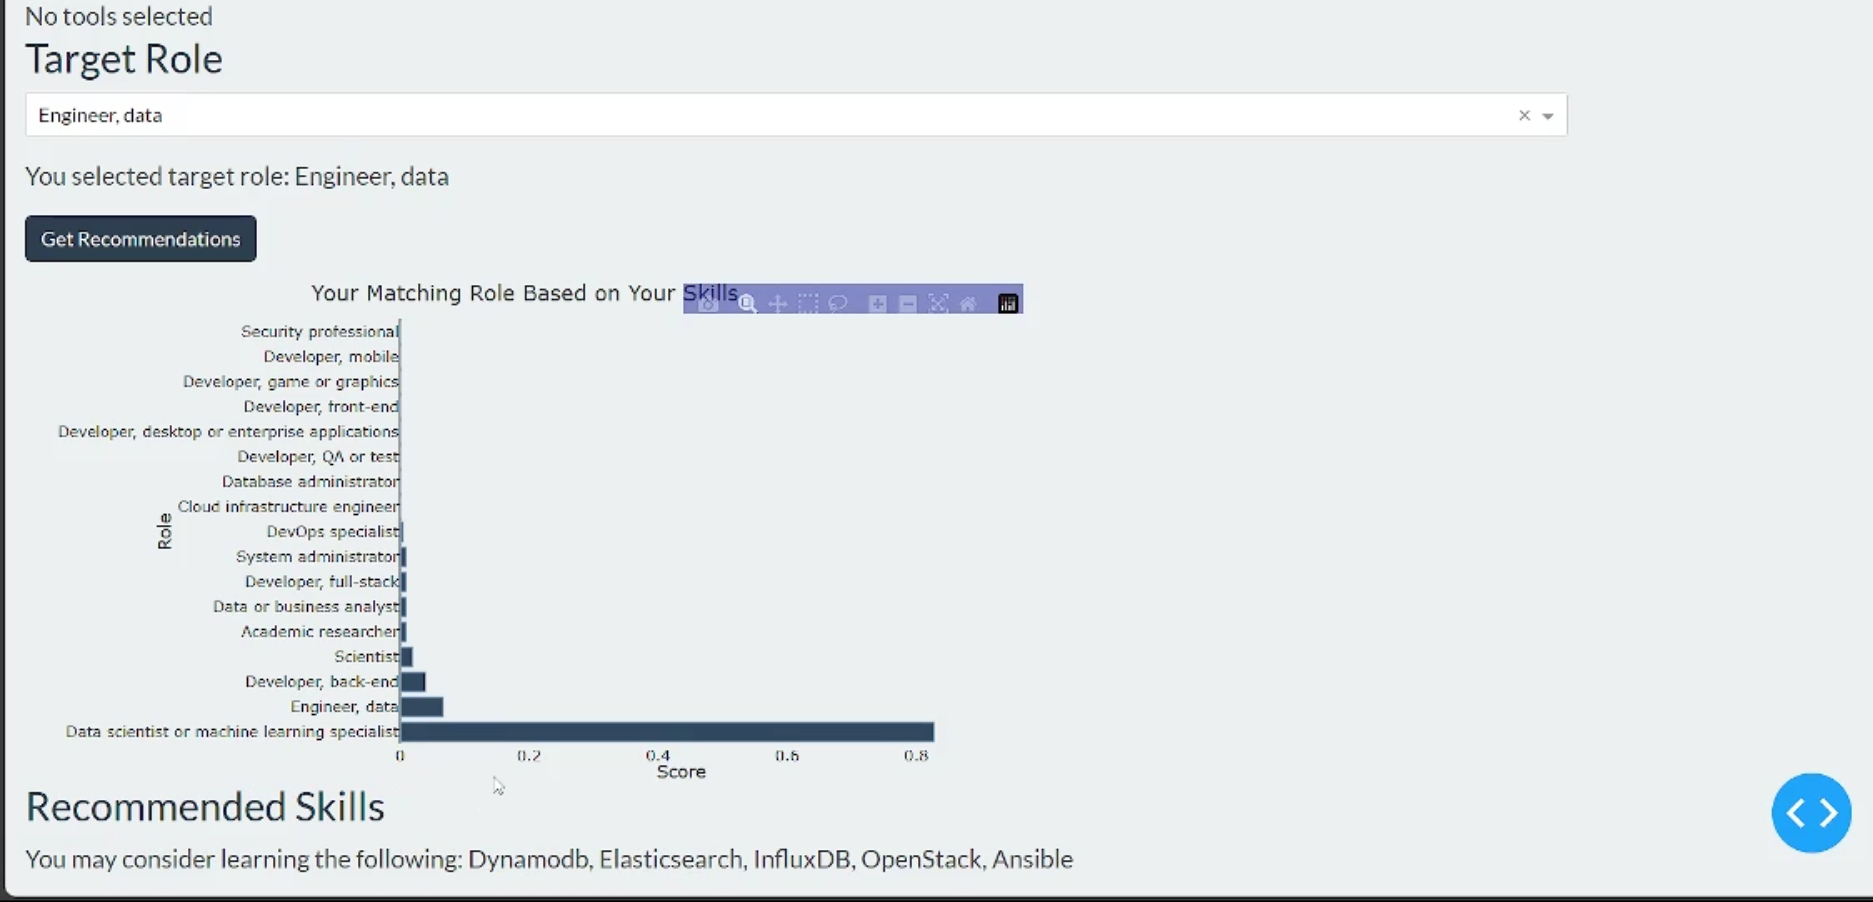 No tools selected
Target Role
Engineer, data
You selected target role: Engineer, data
Get Recommendations
Your Matching Role Based on Your Skills
Security professional
Developer, mobile
Developer, game or graphics
Developer, front-end
Developer, desktop or enterprise applications
Developer, QA or test
Database administrator
Cloud infrastructure engineer
DevOps specialist
System administrator
Developer, full-stack
Data or business analyst
Academic researcher
Scientist
Developer, back-end
Engineer, data
Data scientist or machine learning specialist
Role
0 0.2 0.4 0.6 0.8
Score
Recommended Skills
You may consider learning the following: Dynamodb, Elasticsearch, InfluxDB, OpenStack, Ansible